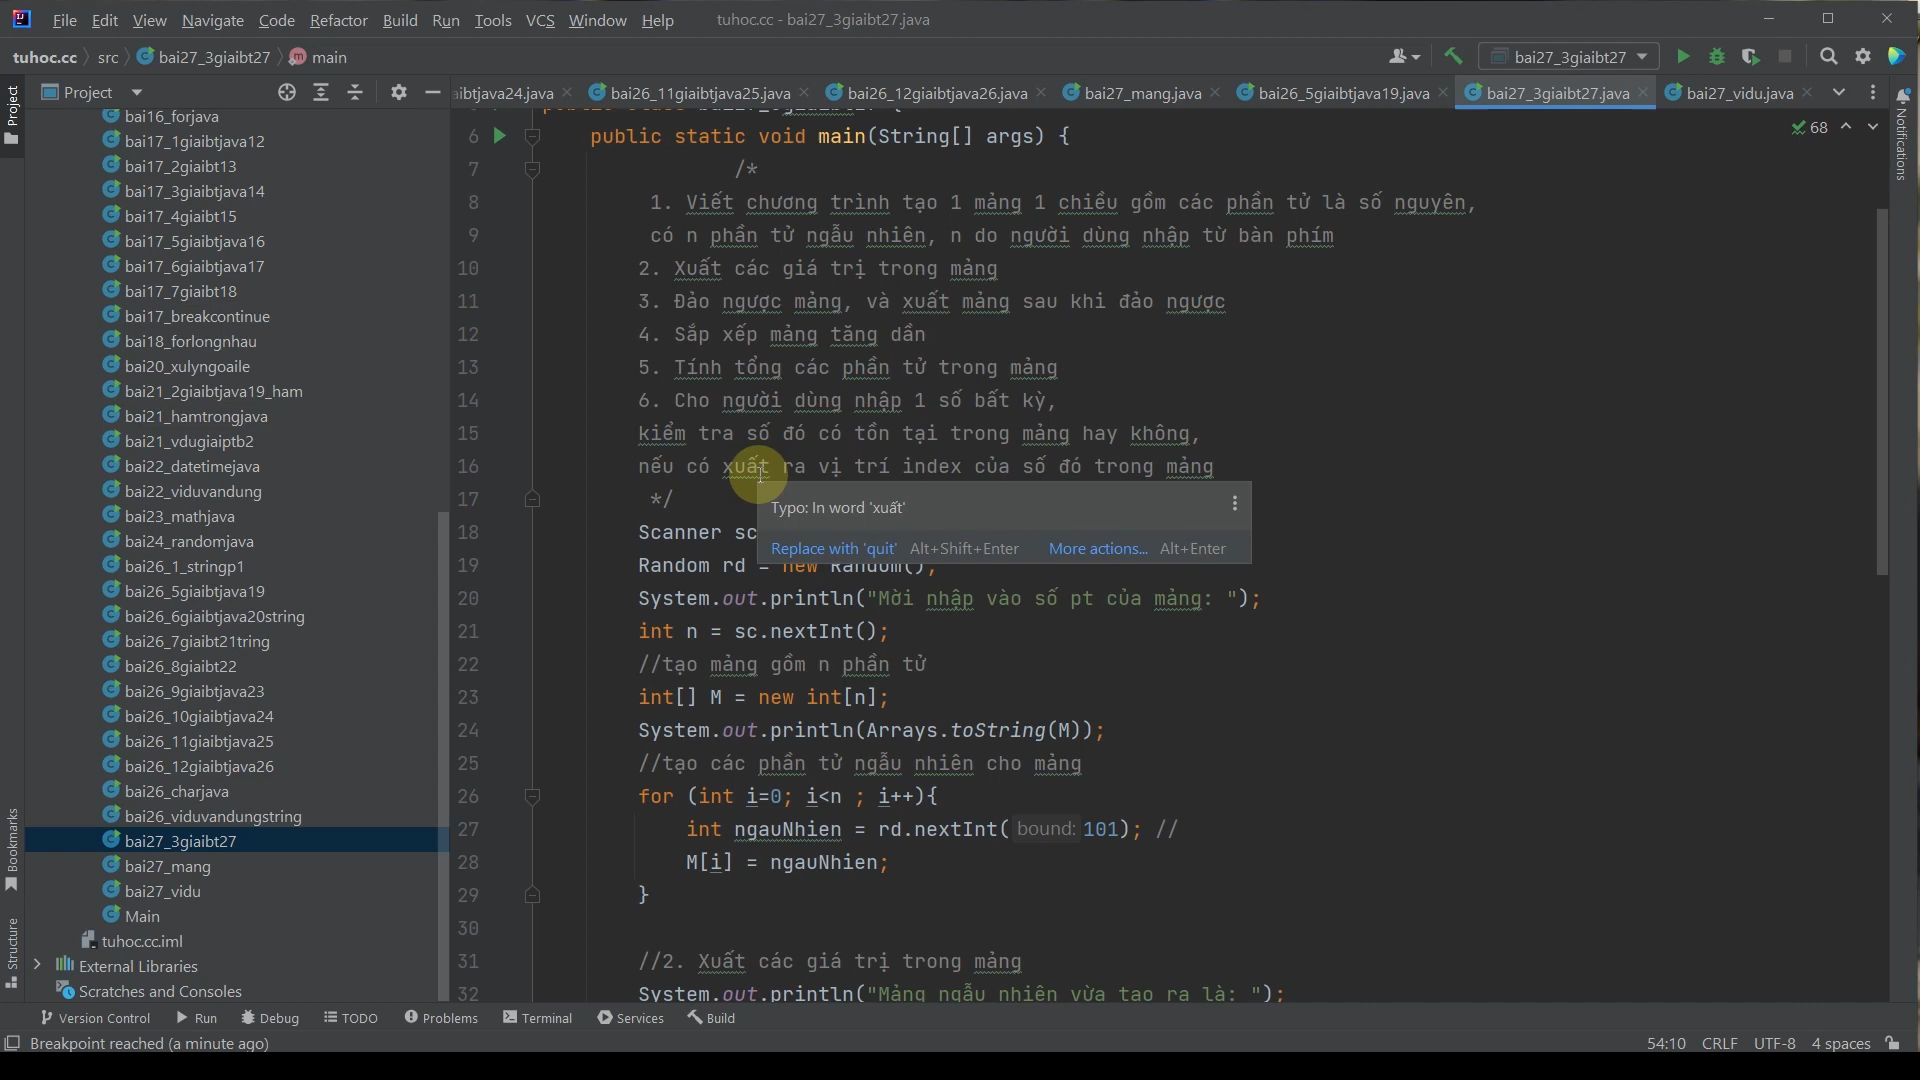 File Edit View Navigate Code Refactor Build Run Tools VCS Window Help tuhoc.cc - bai27_3giaibt27.java
tuhoc.cc src bai27_3giaibt27 main bai27_3giaibt27
Project aibtjava24.java bai26_11giaibtjava25.java bai26_12giaibtjava26.java bai27_mang.java bai26_5giaibtjava19.java bai27_3giaibt27.java bai27_vidu.java
Project
Bookmarks
Structure
Notifications
bai16_forjava
bai17_1giaibtjava12
bai17_2giaibt13
bai17_3giaibtjava14
bai17_4giaibt15
bai17_5giaibtjava16
bai17_6giaibtjava17
bai17_7giaibt18
bai17_breakcontinue
bai18_forlongnhau
bai20_xulyngoaile
bai21_2giaibtjava19_ham
bai21_hamtrongjava
bai21_vdugiaiptb2
bai22_datetimejava
bai22_viduvandung
bai23_mathjava
bai24_randomjava
bai26_1_stringp1
bai26_5giaibtjava19
bai26_6giaibtjava20string
bai26_7giaibt21tring
bai26_8giaibt22
bai26_9giaibtjava23
bai26_10giaibtjava24
bai26_11giaibtjava25
bai26_12giaibtjava26
bai26_charjava
bai26_viduvandungstring
bai27_3giaibt27
bai27_mang
bai27_vidu
Main
tuhoc.cc.iml
External Libraries
Scratches and Consoles
68
6 public static void main(String[] args) {
7 /*
8 1. Viết chương trình tạo 1 mảng 1 chiều gồm các phần tử là số nguyên,
9 có n phần tử ngẫu nhiên, n do người dùng nhập từ bàn phím
10 2. Xuất các giá trị trong mảng
11 3. Đảo ngược mảng, và xuất mảng sau khi đảo ngược
12 4. Sắp xếp mảng tăng dần
13 5. Tính tổng các phần tử trong mảng
14 6. Cho người dùng nhập 1 số bất kỳ,
15 kiểm tra số đó có tồn tại trong mảng hay không,
16 nếu có xuất ra vị trí index của số đó trong mảng
17 */
Typo: In word 'xuất'
Replace with 'quit' Alt+Shift+Enter More actions... Alt+Enter
18 Scanner sc
19 Random rd = new Random();
20 System.out.println("Mời nhập vào số pt của mảng: ");
21 int n = sc.nextInt();
22 //tạo mảng gồm n phần tử
23 int[] M = new int[n];
24 System.out.println(Arrays.toString(M));
25 //tạo các phần tử ngẫu nhiên cho mảng
26 for (int i=0; i<n ; i++){
27 int ngauNhien = rd.nextInt( bound: 101); //
28 M[i] = ngauNhien;
29 }
30
31 //2. Xuất các giá trị trong mảng
32 System.out.println("Mảng ngẫu nhiên vừa tạo ra là: ");
Version Control Run Debug TODO Problems Terminal Services Build
Breakpoint reached (a minute ago) 54:10 CRLF UTF-8 4 spaces